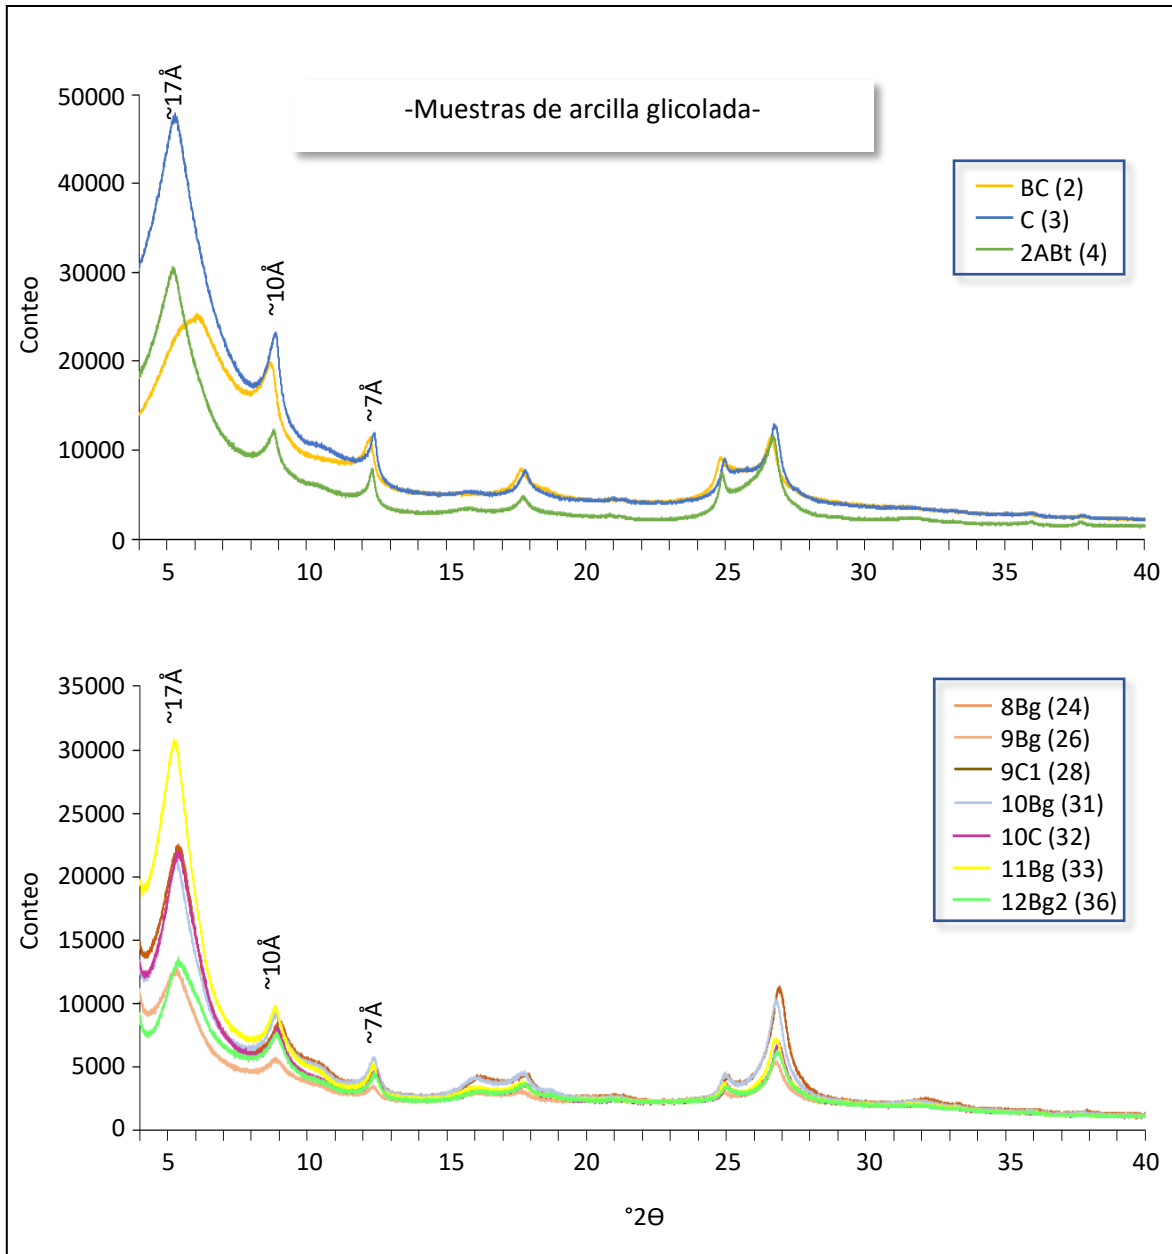 -Muestras de arcilla glicolada-
~17Å
~10Å
~7Å
50000
40000
30000
20000
10000
0
Conteo
5 10 15 20 25 30 35 40
BC (2)
C (3)
2ABt (4)
~17Å
~10Å
~7Å
35000
30000
25000
20000
15000
10000
5000
0
Conteo
5 10 15 20 25 30 35 40
°2ϴ
8Bg (24)
9Bg (26)
9C1 (28)
10Bg (31)
10C (32)
11Bg (33)
12Bg2 (36)